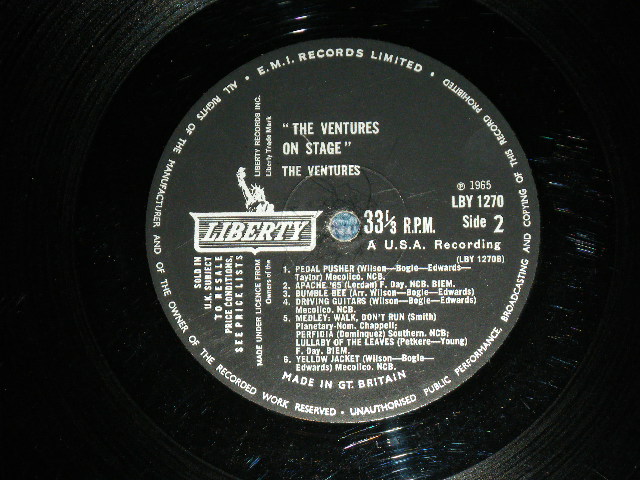 E.M.I. RECORDS LIMITED • ALL RIGHTS OF THE MANUFACTURER AND OF THE OWNER OF THE RECORDED WORK RESERVED • UNAUTHORISED PUBLIC PERFORMANCE, BROADCASTING AND COPYING OF THIS RECORD PROHIBITED •
LIBERTY RECORDS INC.
Liberty Trade Mark
"THE VENTURES
ON STAGE"
THE VENTURES
LIBERTY
℗ 1965
LBY 1270
33⅓ R.P.M.
Side 2
A U.S.A. Recording
(LBY 1270B)
SOLD IN
U.K. SUBJECT
TO RESALE
PRICE CONDITIONS,
SEE PRICE LISTS
MADE UNDER LICENCE FROM
Owners of the
1. PEDAL PUSHER (Wilson—Bogie—Edwards—
Taylor) Mecolico. NCB.
2. APACHE '65 (Lordan) F. Day. NCB. BIEM.
3. BUMBLE BEE (Arr. Wilson—Bogie—Edwards)
4. DRIVING GUITARS (Wilson—Bogie—Edwards)
Mecolico. NCB.
5. MEDLEY: WALK, DON'T RUN (Smith)
Planetary-Nom. Chappell;
PERFIDIA (Dominquez) Southern. NCB;
LULLABY OF THE LEAVES (Petkere—Young)
F. Day. BIEM.
6. YELLOW JACKET (Wilson—Bogie—
Edwards) Mecolico. NCB.
MADE IN GT. BRITAIN